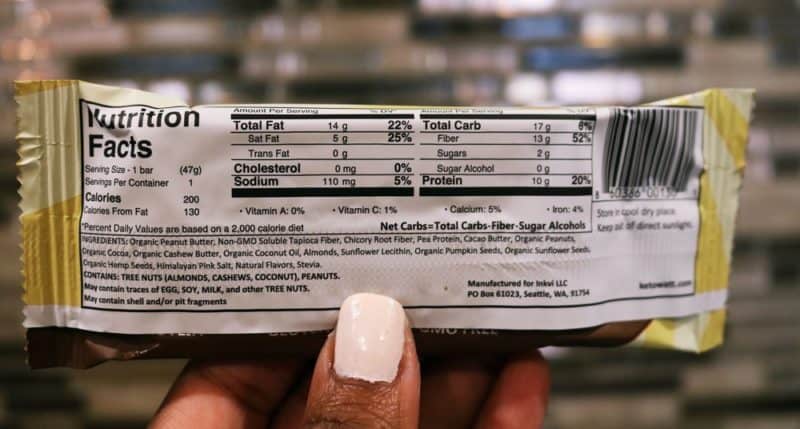 Nutrition
Facts
Serving Size - 1 bar (47g)
Servings Per Container 1
Calories 200
Calories From Fat 130
Amount Per Serving % DV*
Total Fat 14 g 22%
Sat Fat 5 g 25%
Trans Fat 0 g
Cholesterol 0 mg 0%
Sodium 110 mg 5%
Amount Per Serving % DV*
Total Carb 17 g 6%
Fiber 13 g 52%
Sugars 2 g
Sugar Alcohol 0 g
Protein 10 g 20%
• Vitamin A: 0% • Vitamin C: 1% • Calcium: 5% • Iron: 4%
*Percent Daily Values are based on a 2,000 calorie diet
Net Carbs=Total Carbs-Fiber-Sugar Alcohols
INGREDIENTS: Organic Peanut Butter, Non-GMO Soluble Tapioca Fiber, Chicory Root Fiber, Pea Protein, Cacao Butter, Organic Peanuts,
Organic Cocoa, Organic Cashew Butter, Organic Coconut Oil, Almonds, Sunflower Lecithin, Organic Pumpkin Seeds, Organic Sunflower Seeds,
Organic Hemp Seeds, Himalayan Pink Salt, Natural Flavors, Stevia.
CONTAINS: TREE NUTS (ALMONDS, CASHEWS, COCONUT), PEANUTS.
May contain traces of EGG, SOY, MILK, and other TREE NUTS.
May contain shell and/or pit fragments
Manufactured for Inkvi LLC
PO Box 61023, Seattle, WA, 91754
Store in cool dry place.
Keep out of direct sunlight.